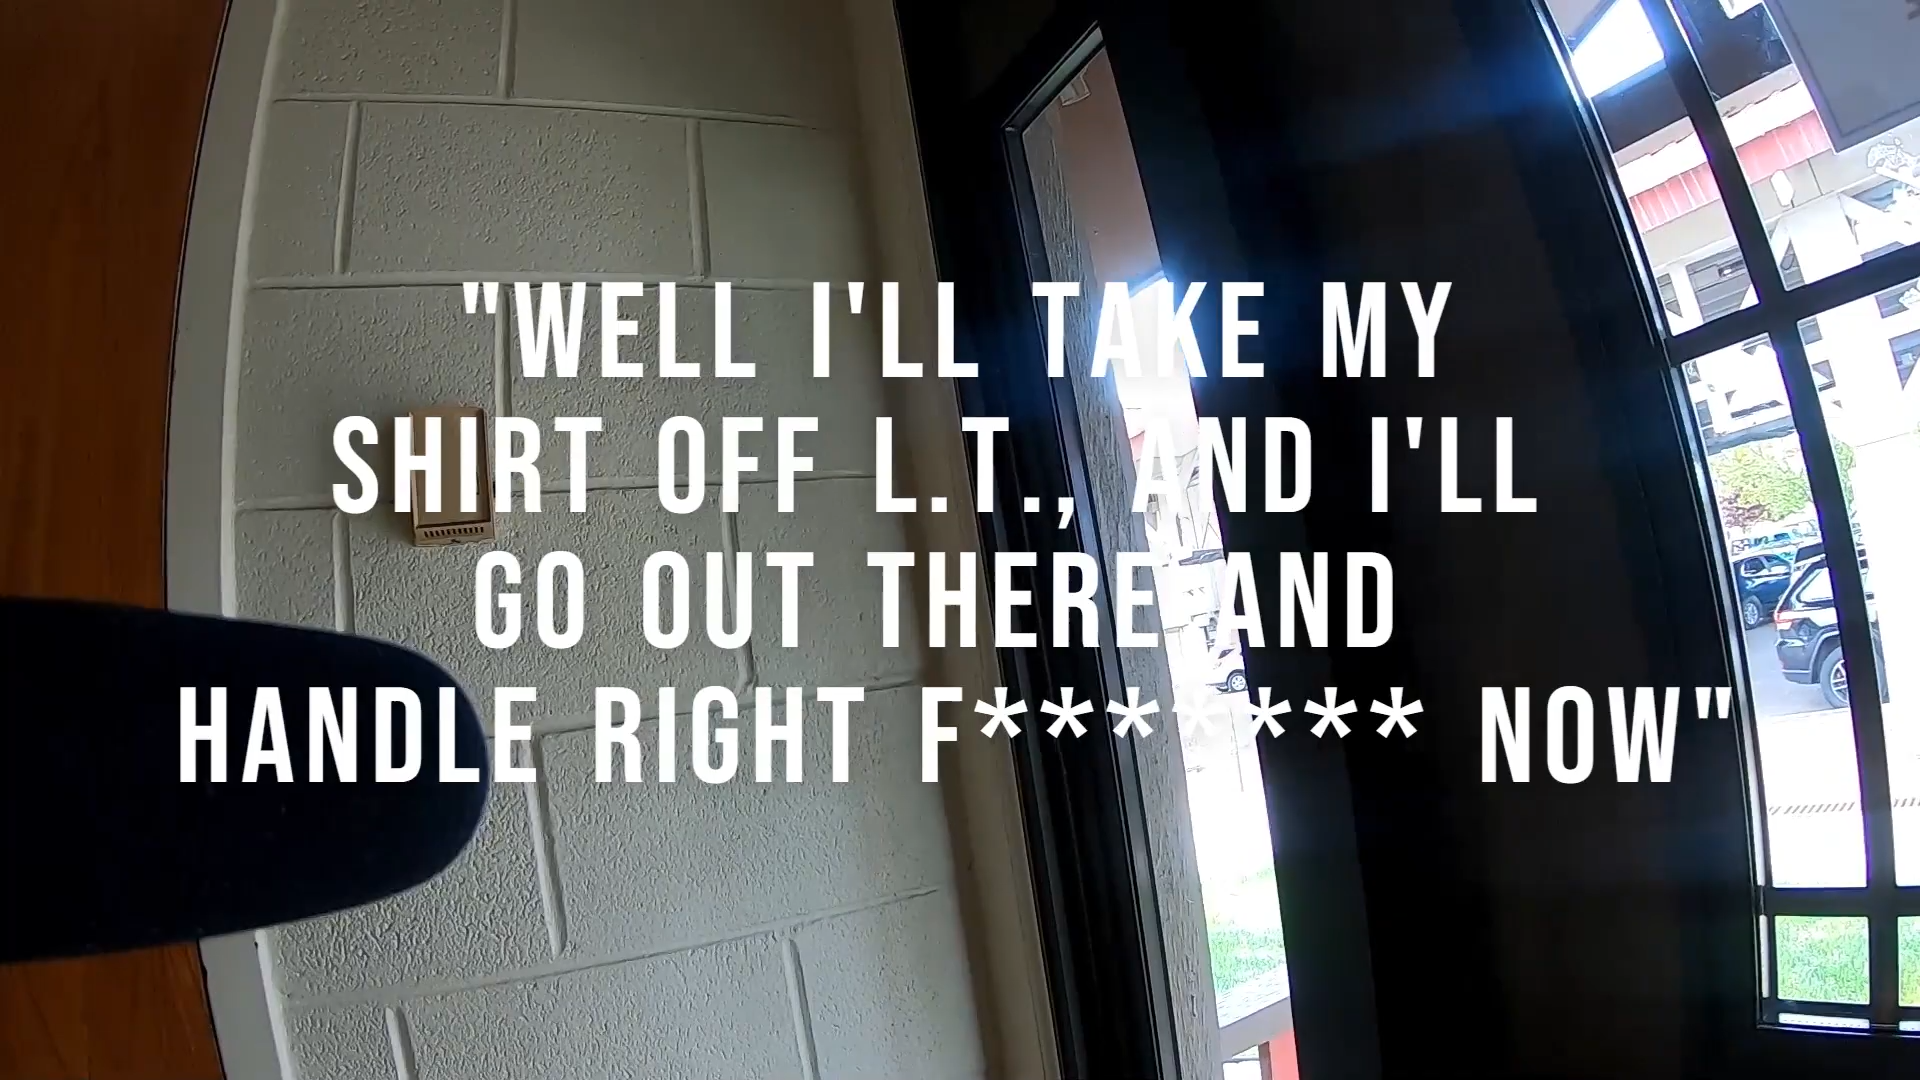 "WELL I'LL TAKE MY
SHIRT OFF L.T., AND I'LL
GO OUT THERE AND
HANDLE RIGHT F******* NOW"